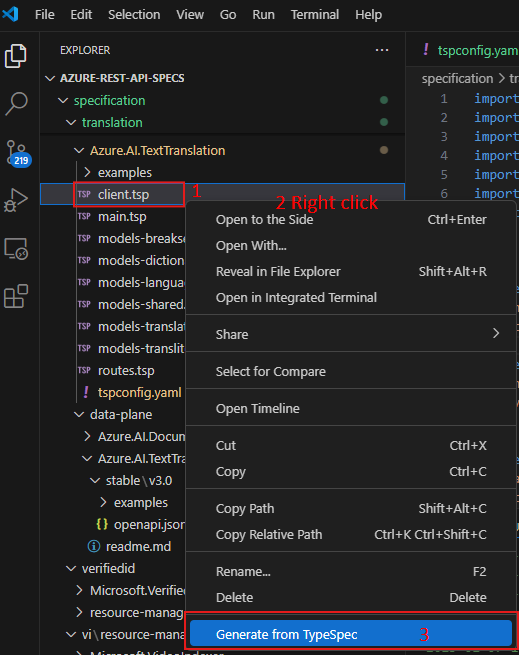 File Edit Selection View Go Run Terminal Help
EXPLORER ...
tspconfig.yaml
AZURE-REST-API-SPECS
specification > tr
specification
translation
Azure.AI.TextTranslation
examples
client.tsp 1
main.tsp
models-breakse
models-diction
models-langua
models-shared.
models-translat
models-translit
routes.tsp
! tspconfig.yaml
data-plane
Azure.AI.Docum
Azure.AI.TextTra
stable\v3.0
examples
{} openapi.json
readme.md
verifiedid
Microsoft.Verified
resource-manag
vi\resource-manag
219
TSP
TSP
TSP
TSP
TSP
TSP
TSP
TSP
TSP
1 import
2 import
3 import
4 import
5 import
6 import
2 Right click
Open to the Side Ctrl+Enter
Open With...
Reveal in File Explorer Shift+Alt+R
Open in Integrated Terminal
Share
Select for Compare
Open Timeline
Cut Ctrl+X
Copy Ctrl+C
Copy Path Shift+Alt+C
Copy Relative Path Ctrl+K Ctrl+Shift+C
Rename... F2
Delete Delete
Generate from TypeSpec 3